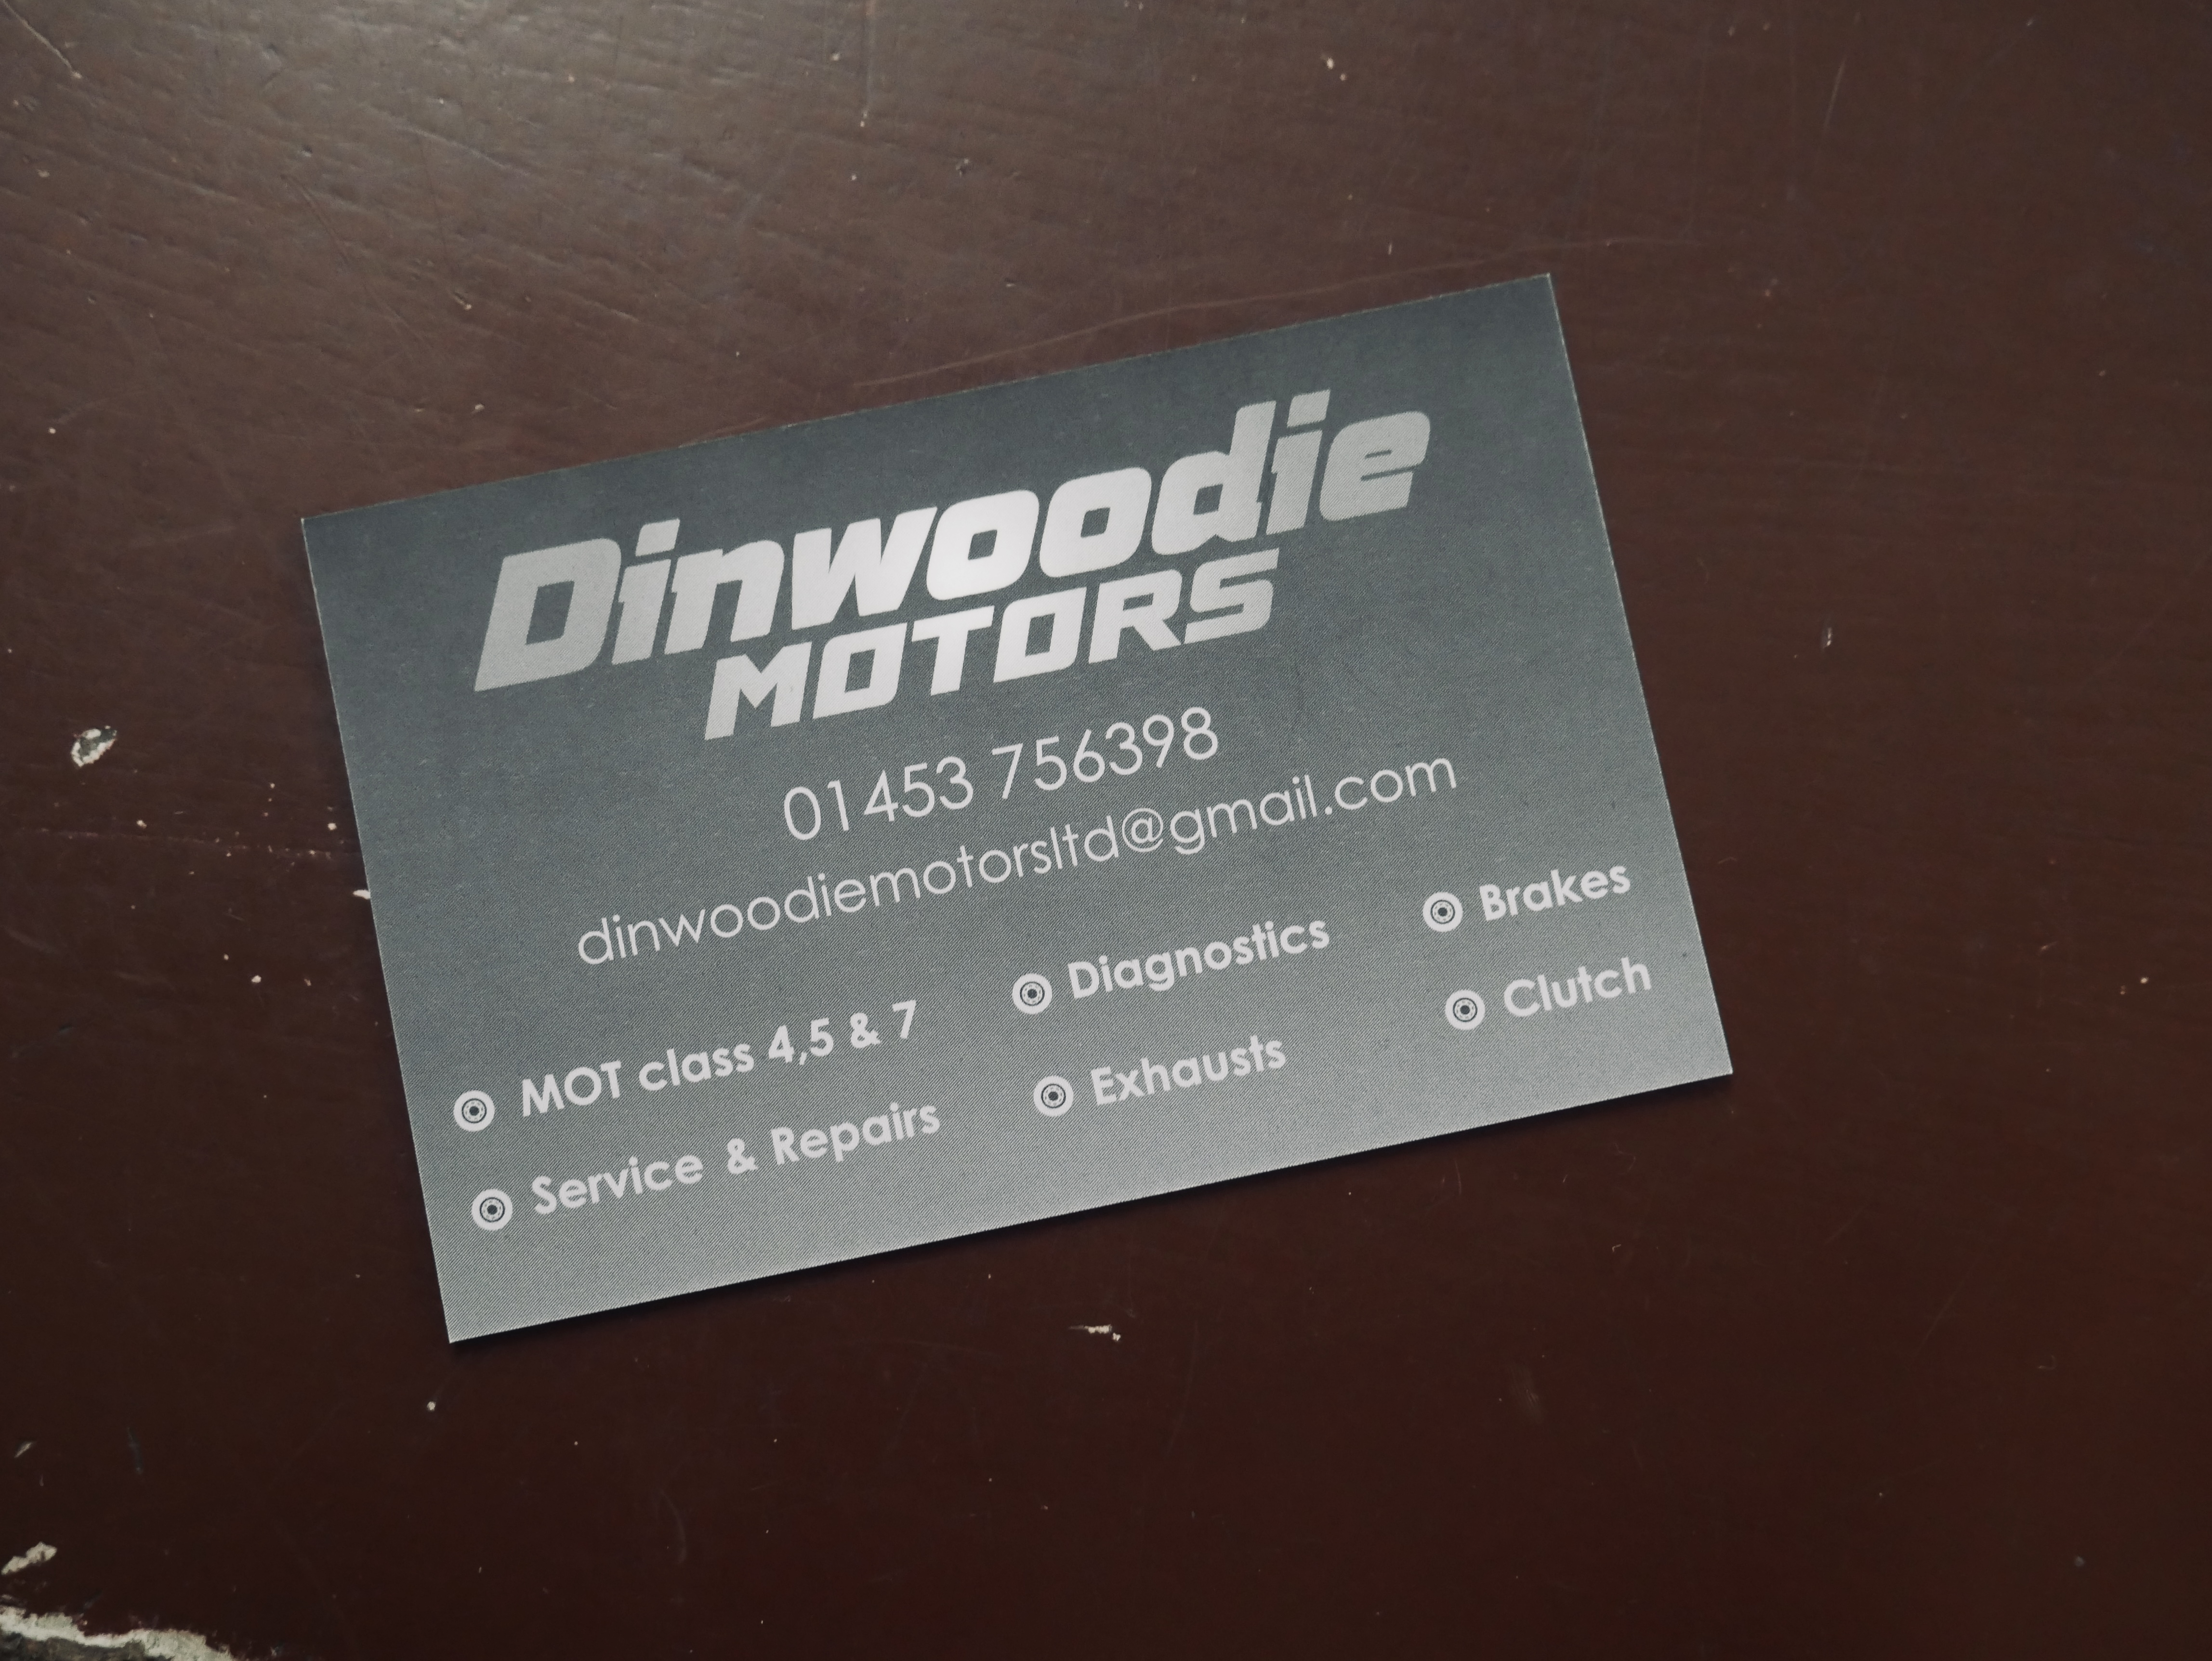 Dinwoodie
MOTORS
01453 756398
dinwoodiemotorsltd@gmail.com
MOT class 4,5 & 7
Diagnostics
Brakes
Service & Repairs
Exhausts
Clutch